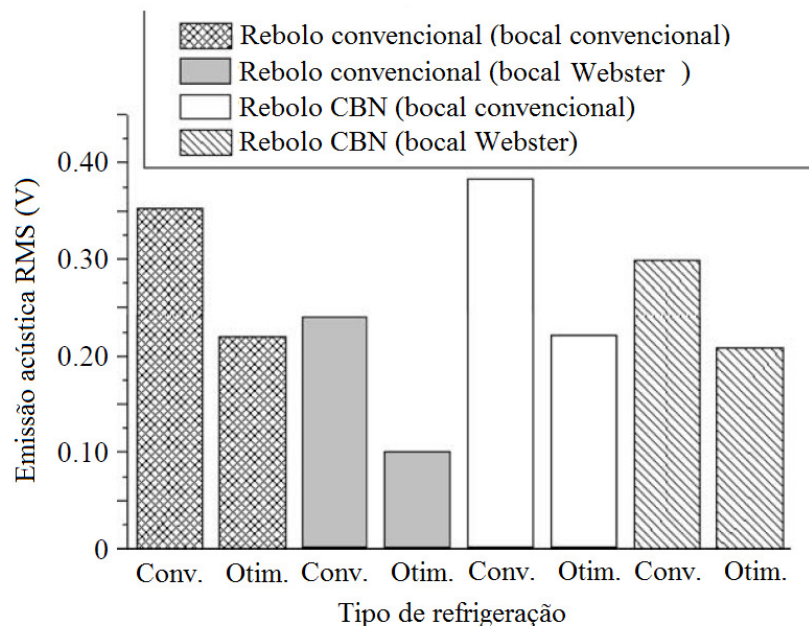 Rebolo convencional (bocal convencional)
Rebolo convencional (bocal Webster )
Rebolo CBN (bocal convencional)
Rebolo CBN (bocal Webster)
Emissão acústica RMS (V)
0.40
0.30
0.20
0.10
0
Conv. Otim. Conv. Otim. Conv. Otim. Conv. Otim.
Tipo de refrigeração